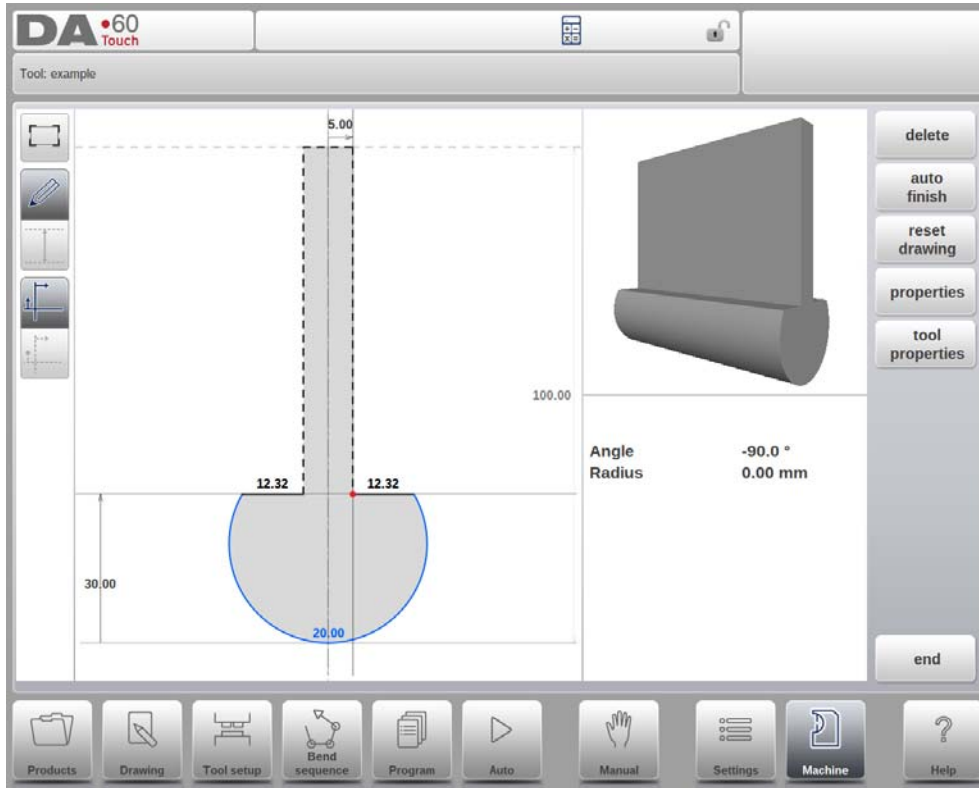 DA•60
Touch
Tool: example
5.00
100.00
12.32
12.32
30.00
20.00
Angle -90.0 °
Radius 0.00 mm
delete
auto
finish
reset
drawing
properties
tool
properties
end
Products
Drawing
Tool setup
Bend
sequence
Program
Auto
Manual
Settings
Machine
?
Help